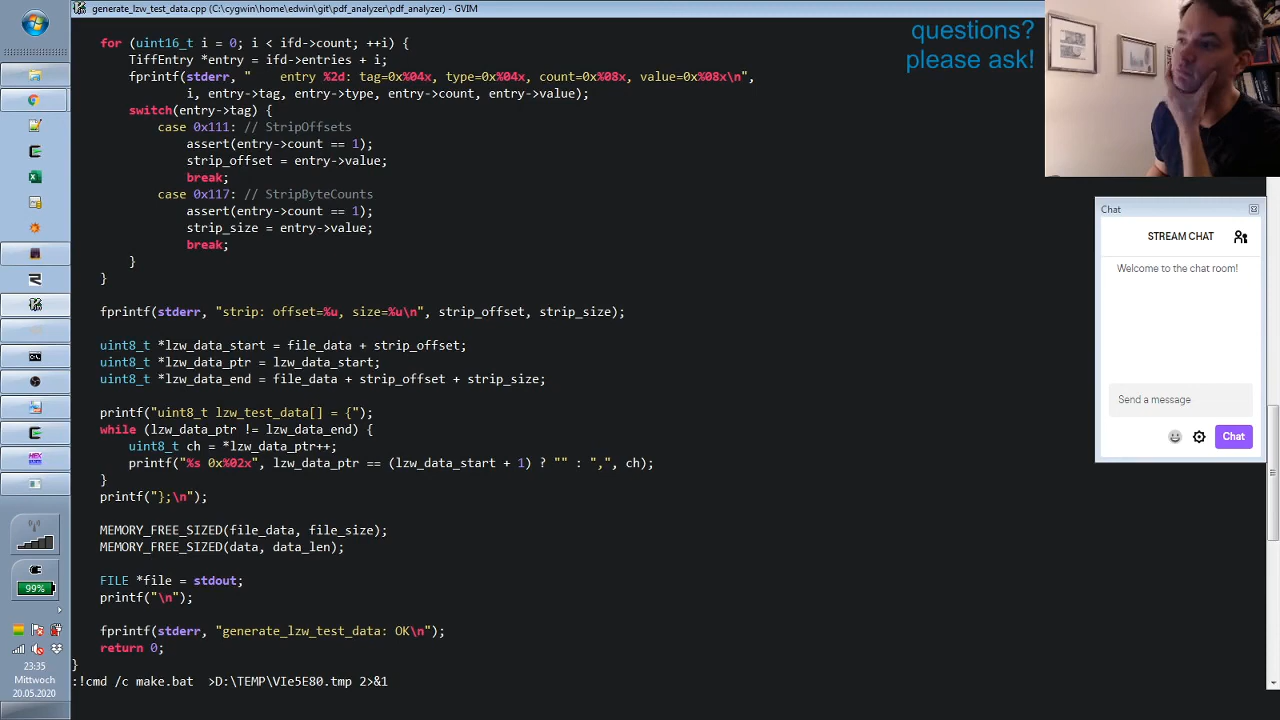 generate_lzw_test_data.cpp (C:\cygwin\home\edwin\git\pdf_analyzer\pdf_analyzer) - GVIM
questions?
please ask!
for (uint16_t i = 0; i < ifd->count; ++i) {
TiffEntry *entry = ifd->entries + i;
fprintf(stderr, "    entry %2d: tag=0x%04x, type=0x%04x, count=0x%08x, value=0x%08x\n",
i, entry->tag, entry->type, entry->count, entry->value);
switch(entry->tag) {
case 0x111: // StripOffsets
assert(entry->count == 1);
strip_offset = entry->value;
break;
case 0x117: // StripByteCounts
assert(entry->count == 1);
strip_size = entry->value;
break;
}
}
fprintf(stderr, "strip: offset=%u, size=%u\n", strip_offset, strip_size);
uint8_t *lzw_data_start = file_data + strip_offset;
uint8_t *lzw_data_ptr = lzw_data_start;
uint8_t *lzw_data_end = file_data + strip_offset + strip_size;
printf("uint8_t lzw_test_data[] = {");
while (lzw_data_ptr != lzw_data_end) {
uint8_t ch = *lzw_data_ptr++;
printf("%s 0x%02x", lzw_data_ptr == (lzw_data_start + 1) ? "" : ",", ch);
}
printf("};\n");
MEMORY_FREE_SIZED(file_data, file_size);
MEMORY_FREE_SIZED(data, data_len);
FILE *file = stdout;
printf("\n");
fprintf(stderr, "generate_lzw_test_data: OK\n");
return 0;
}
:!cmd /c make.bat  >D:\TEMP\VIe5E80.tmp 2>&1
Chat
STREAM CHAT
Welcome to the chat room!
Send a message
Chat
99%
23:35
Mittwoch
20.05.2020